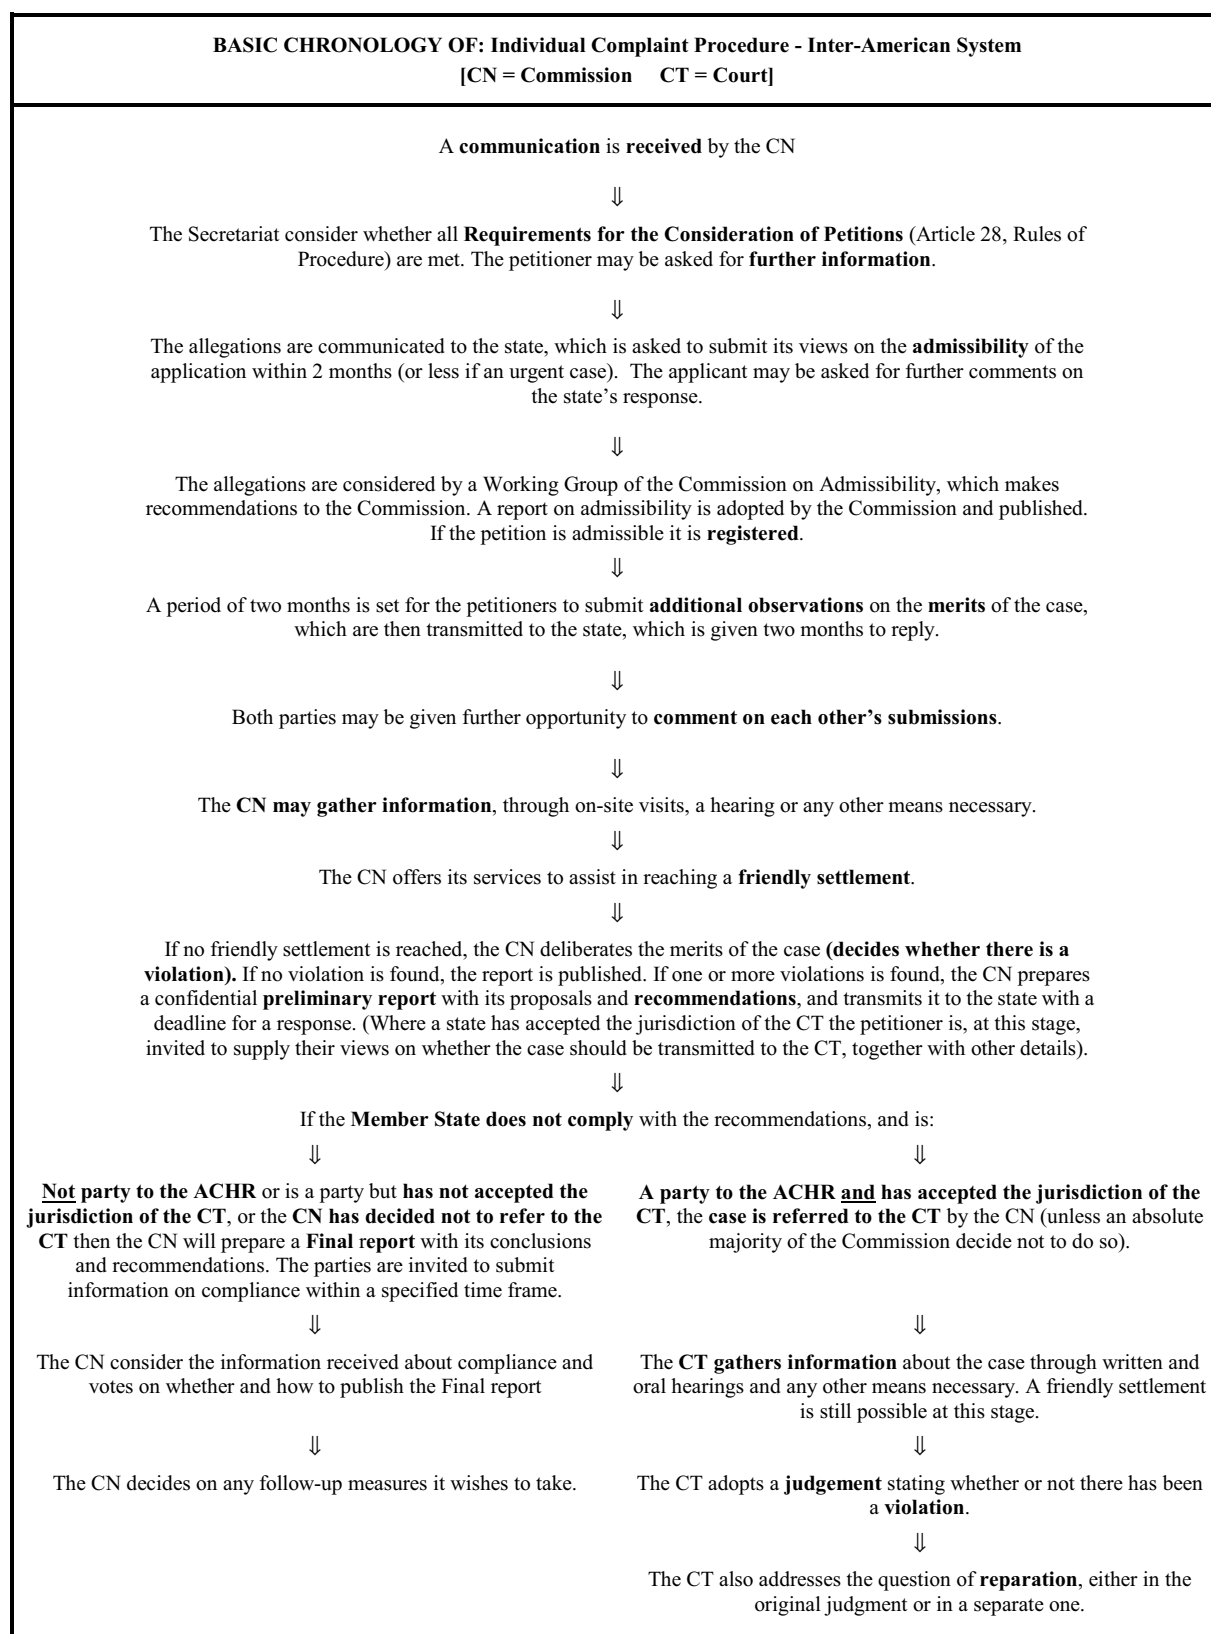 BASIC CHRONOLOGY OF: Individual Complaint Procedure - Inter-American System
[CN = Commission CT = Court]
A communication is received by the CN
⇓
The Secretariat consider whether all Requirements for the Consideration of Petitions (Article 28, Rules of
Procedure) are met. The petitioner may be asked for further information.
⇓
The allegations are communicated to the state, which is asked to submit its views on the admissibility of the
application within 2 months (or less if an urgent case). The applicant may be asked for further comments on
the state's response.
⇓
The allegations are considered by a Working Group of the Commission on Admissibility, which makes
recommendations to the Commission. A report on admissibility is adopted by the Commission and published.
If the petition is admissible it is registered.
⇓
A period of two months is set for the petitioners to submit additional observations on the merits of the case,
which are then transmitted to the state, which is given two months to reply.
⇓
Both parties may be given further opportunity to comment on each other's submissions.
⇓
The CN may gather information, through on-site visits, a hearing or any other means necessary.
⇓
The CN offers its services to assist in reaching a friendly settlement.
⇓
If no friendly settlement is reached, the CN deliberates the merits of the case (decides whether there is a
violation). If no violation is found, the report is published. If one or more violations is found, the CN prepares
a confidential preliminary report with its proposals and recommendations, and transmits it to the state with a
deadline for a response. (Where a state has accepted the jurisdiction of the CT the petitioner is, at this stage,
invited to supply their views on whether the case should be transmitted to the CT, together with other details).
⇓
If the Member State does not comply with the recommendations, and is:
⇓
Not party to the ACHR or is a party but has not accepted the
jurisdiction of the CT, or the CN has decided not to refer to the
CT then the CN will prepare a Final report with its conclusions
and recommendations. The parties are invited to submit
information on compliance within a specified time frame.
⇓
The CN consider the information received about compliance and
votes on whether and how to publish the Final report
⇓
The CN decides on any follow-up measures it wishes to take.
⇓
A party to the ACHR and has accepted the jurisdiction of the
CT, the case is referred to the CT by the CN (unless an absolute
majority of the Commission decide not to do so).
⇓
The CT gathers information about the case through written and
oral hearings and any other means necessary. A friendly settlement
is still possible at this stage.
⇓
The CT adopts a judgement stating whether or not there has been
a violation.
⇓
The CT also addresses the question of reparation, either in the
original judgment or in a separate one.